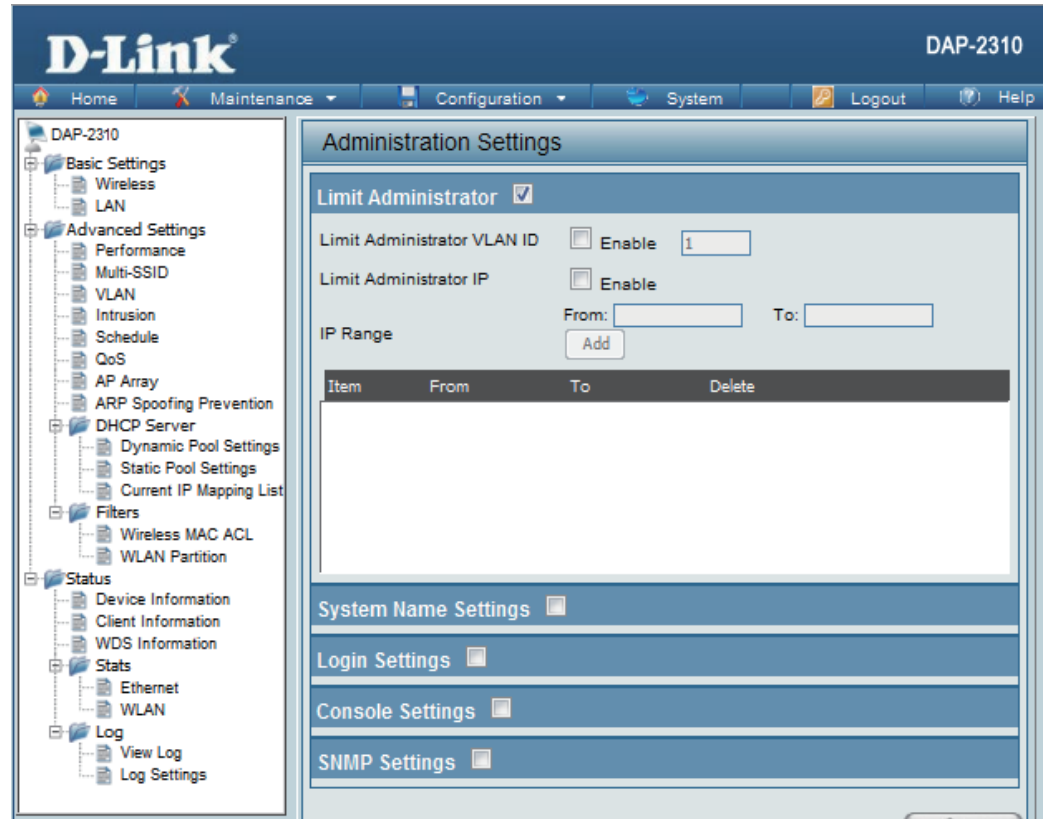 D-Link
DAP-2310
Home Maintenance Configuration System Logout Help
DAP-2310
Basic Settings
Wireless
LAN
Advanced Settings
Performance
Multi-SSID
VLAN
Intrusion
Schedule
QoS
AP Array
ARP Spoofing Prevention
DHCP Server
Dynamic Pool Settings
Static Pool Settings
Current IP Mapping List
Filters
Wireless MAC ACL
WLAN Partition
Status
Device Information
Client Information
WDS Information
Stats
Ethernet
WLAN
Log
View Log
Log Settings
Administration Settings
Limit Administrator
Limit Administrator VLAN ID Enable 1
Limit Administrator IP Enable
IP Range From: To:
Add
Item From To Delete
System Name Settings
Login Settings
Console Settings
SNMP Settings